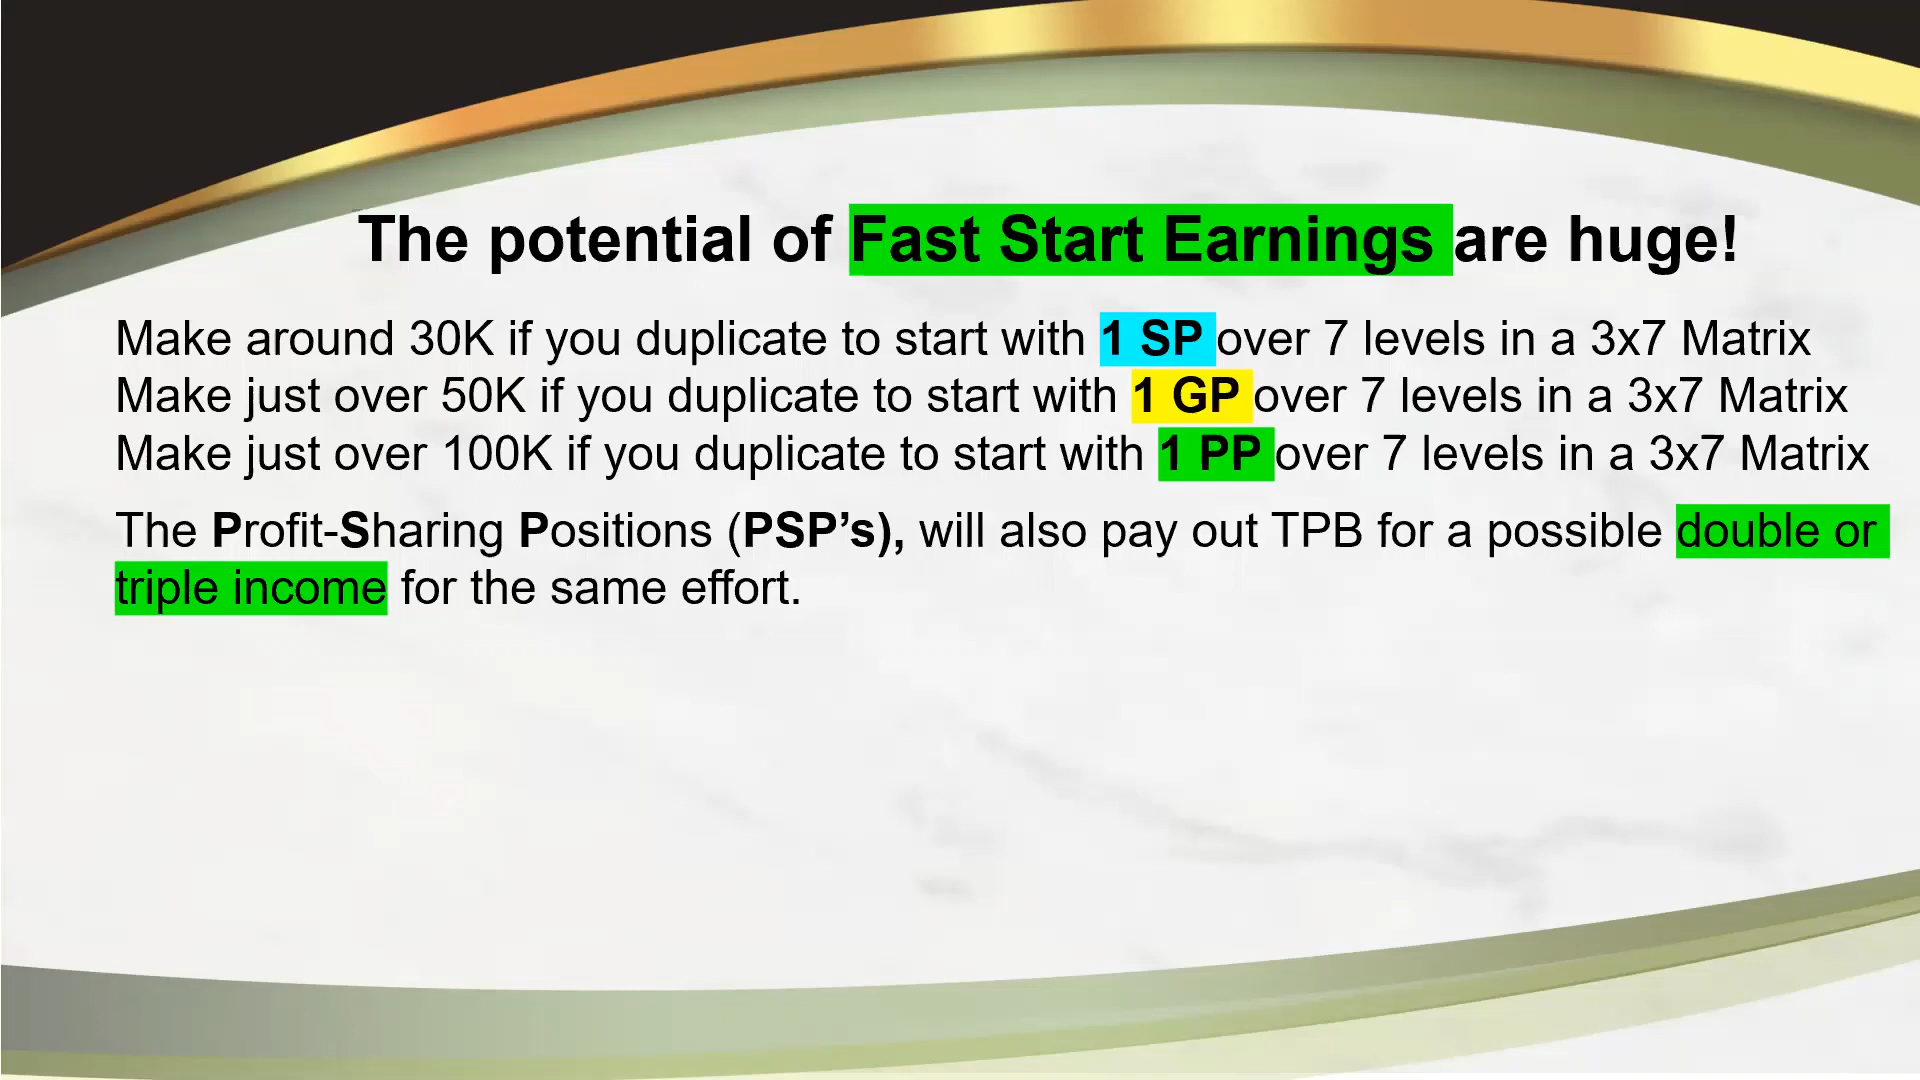 The potential of Fast Start Earnings are huge!
Make around 30K if you duplicate to start with 1 SP over 7 levels in a 3x7 Matrix
Make just over 50K if you duplicate to start with 1 GP over 7 levels in a 3x7 Matrix
Make just over 100K if you duplicate to start with 1 PP over 7 levels in a 3x7 Matrix
The Profit-Sharing Positions (PSP’s), will also pay out TPB for a possible double or
triple income for the same effort.